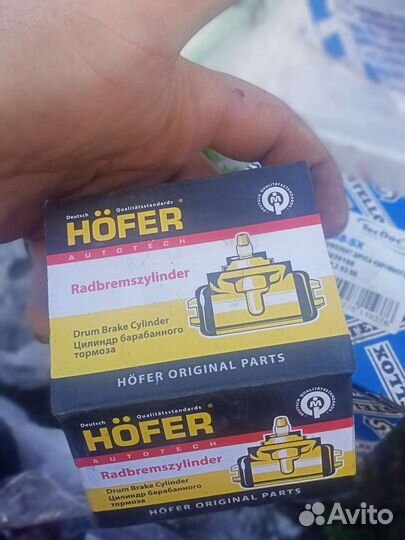 Deutsch Qualitätsstandards
HÖFER®
AUTOTECH
Radbremszylinder
Drum Brake Cylinder
Цилиндр барабанного
тормоза
HÖFER ORIGINAL PARTS
Deutsch Qualitätsstandards
HÖFER®
AUTOTECH
Radbremszylinder
Drum Brake Cylinder
Цилиндр барабанного
тормоза
HÖFER ORIGINAL PARTS
Avito